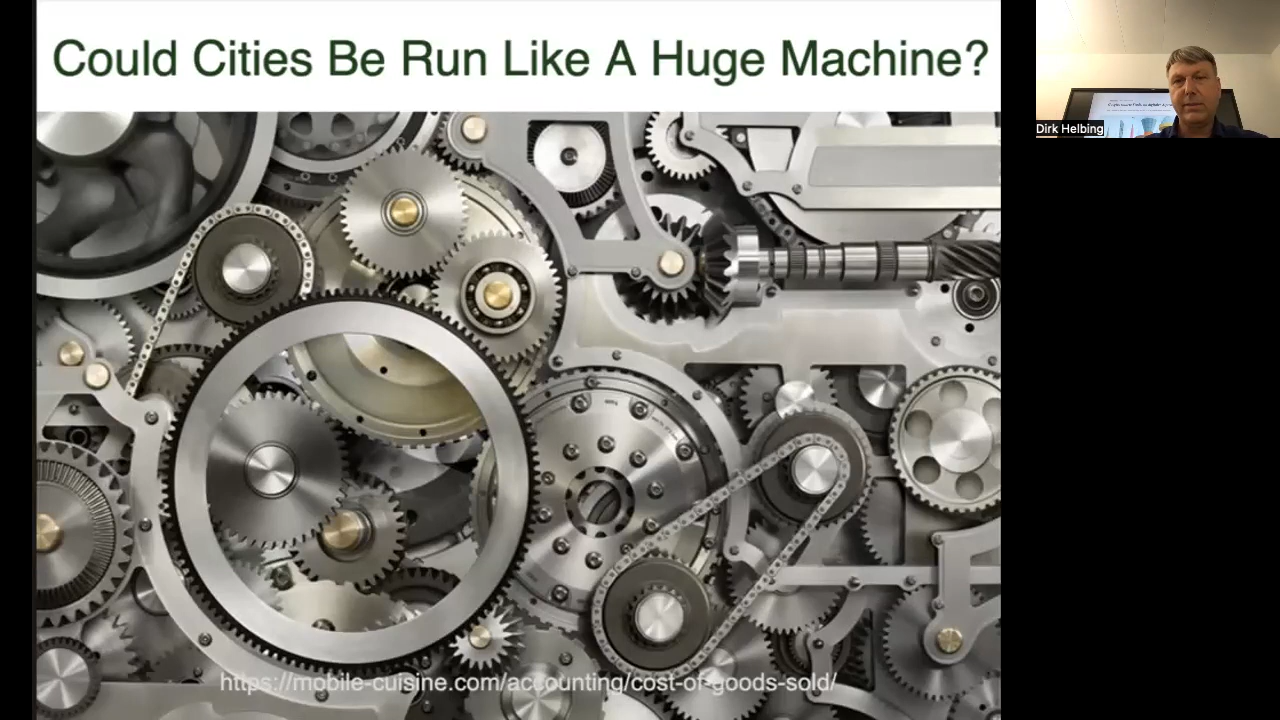 Could Cities Be Run Like A Huge Machine?
Dirk Helbing
https://mobile-cuisine.com/accounting/cost-of-goods-sold/